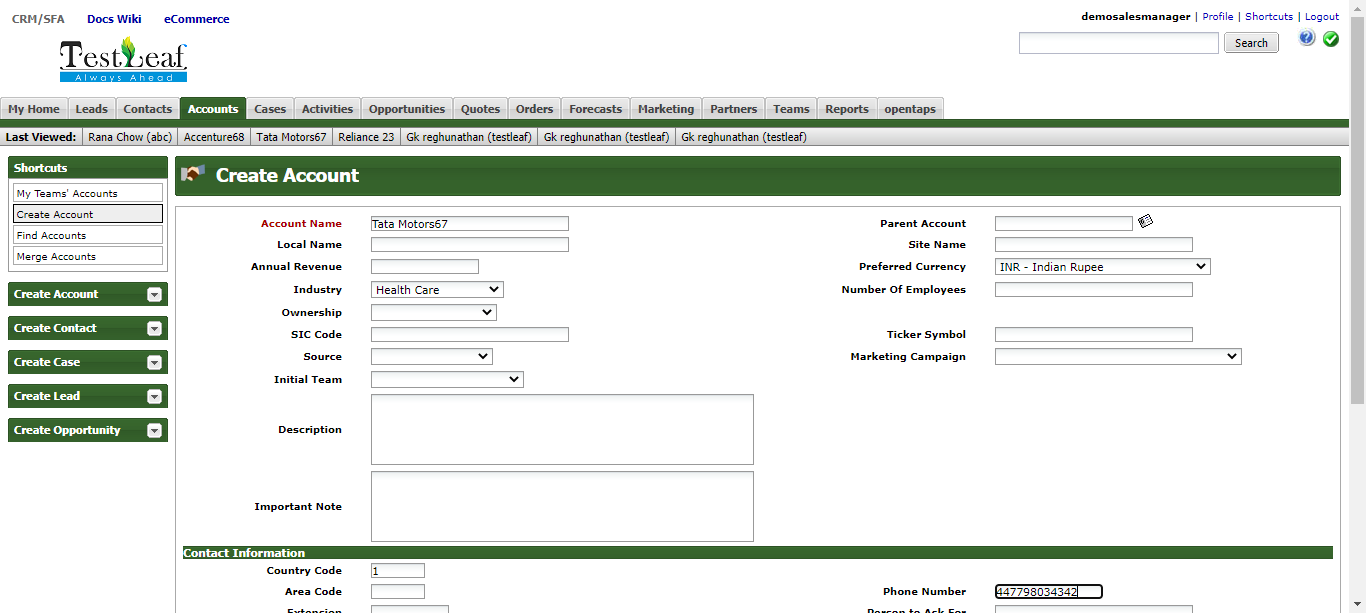 CRM/SFA Docs Wiki eCommerce
demosalesmanager | Profile | Shortcuts | Logout
TestLeaf
Always Ahead
Search
My Home Leads Contacts Accounts Cases Activities Opportunities Quotes Orders Forecasts Marketing Partners Teams Reports opentaps
Last Viewed: Rana Chow (abc) Accenture68 Tata Motors67 Reliance 23 Gk reghunathan (testleaf) Gk reghunathan (testleaf) Gk reghunathan (testleaf)
Shortcuts
My Teams' Accounts
Create Account
Find Accounts
Merge Accounts
Create Account
Create Contact
Create Case
Create Lead
Create Opportunity
Create Account
Account Name Tata Motors67 Parent Account
Local Name Site Name
Annual Revenue Preferred Currency INR - Indian Rupee
Industry Health Care Number Of Employees
Ownership
SIC Code Ticker Symbol
Source Marketing Campaign
Initial Team
Description
Important Note
Contact Information
Country Code 1
Area Code Phone Number 447798034342
Extension Person to Ask For